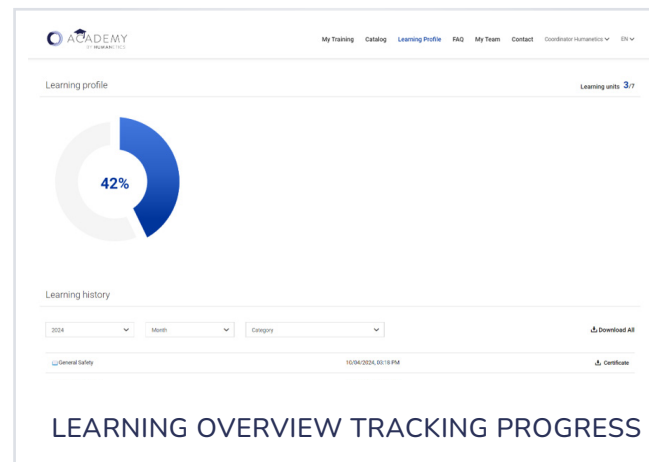 ACADEMY
BY HUMANETICS
My Training Catalog Learning Profile FAQ My Team Contact Coordinator Humanetics EN
Learning profile
Learning units 3/7
42%
Learning history
2024 Month Category Download All
General Safety 10/04/2024, 03:18 PM Certificate
LEARNING OVERVIEW TRACKING PROGRESS